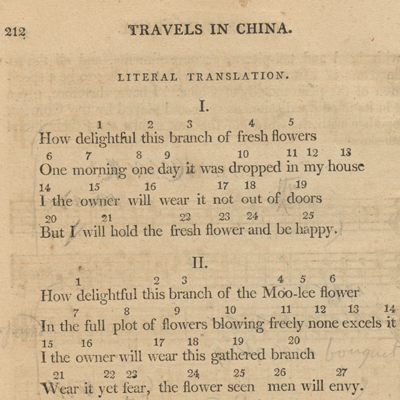 212 TRAVELS IN CHINA.
LITERAL TRANSLATION.
I.
1 2 3 4 5
How delightful this branch of fresh flowers
6 7 8 9 10 11 12 13
One morning one day it was dropped in my house
14 15 16 17 18 19
I the owner will wear it not out of doors
20 21 22 23 24 25
But I will hold the fresh flower and be happy.
II.
1 2 3 4 5 6
How delightful this branch of the Moo-lee flower
7 8 9 10 11 12 13 14
In the full plot of flowers blowing freely none excels it
15 16 17 18 19 20
I the owner will wear this gathered branch
bouquet
21 22 23 24 25 26 27
Wear it yet fear, the flower seen men will envy.